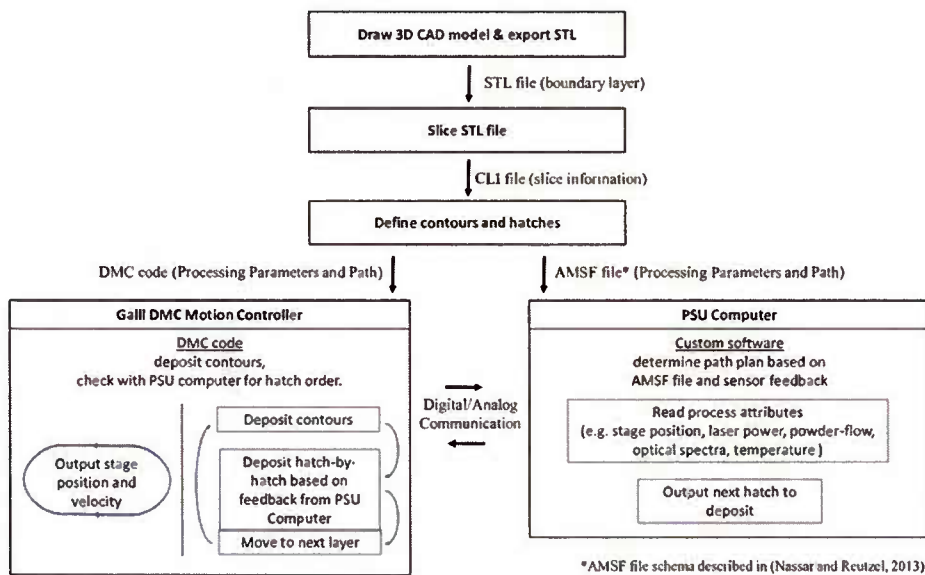 Draw 3D CAD model & export STL
STL file (boundary layer)
Slice STL file
CLI file (slice information)
Define contours and hatches
DMC code (Processing Parameters and Path)
AMSF file* (Processing Parameters and Path)
Galil DMC Motion Controller
DMC code
deposit contours,
check with PSU computer for hatch order.
Output stage
position and
velocity
Deposit contours
Deposit hatch-by-
hatch based on
feedback from PSU
Computer
Move to next layer
Digital/Analog
Communication
PSU Computer
Custom software
determine path plan based on
AMSF file and sensor feedback
Read process attributes
(e.g. stage position, laser power, powder-flow,
optical spectra, temperature )
Output next hatch to
deposit
*AMSF file schema described in (Nassar and Reutzel, 2013)